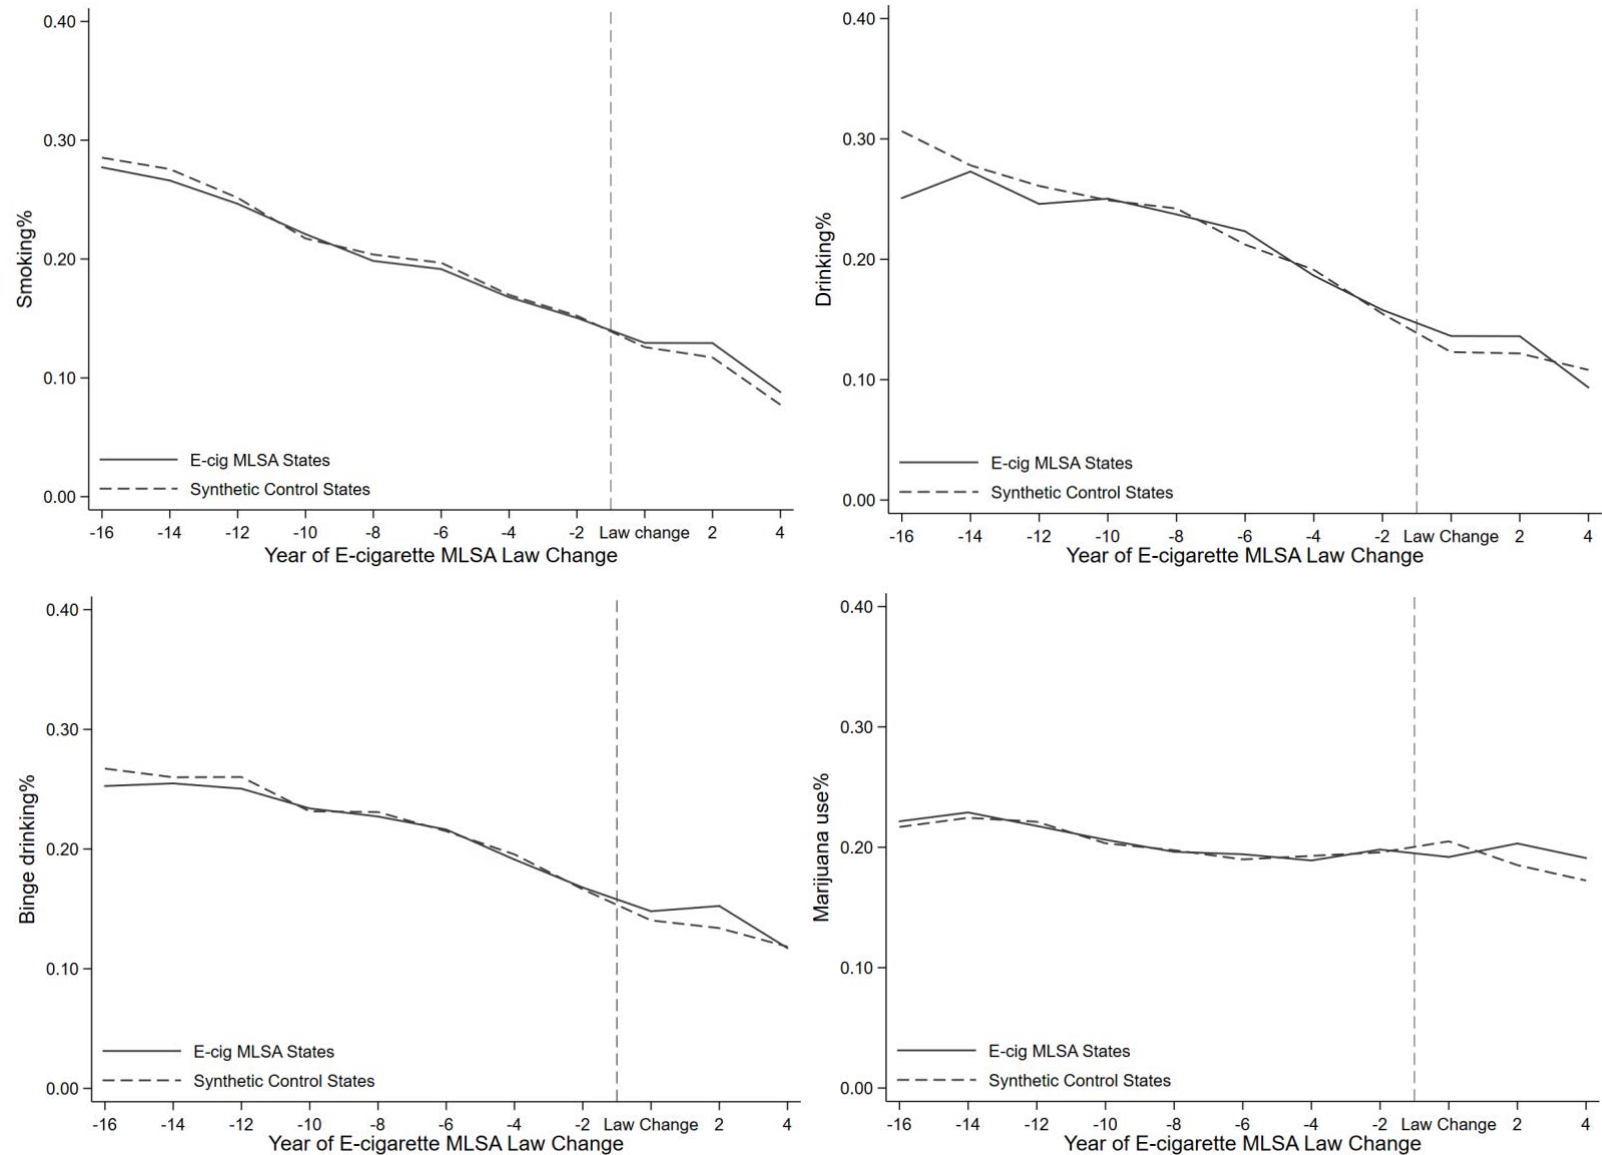 0.40
0.30
0.20
0.10
0.00
Smoking%
E-cig MLSA States
Synthetic Control States
-16 -14 -12 -10 -8 -6 -4 -2 Law change 2 4
Year of E-cigarette MLSA Law Change
0.40
0.30
0.20
0.10
0.00
Drinking%
E-cig MLSA States
Synthetic Control States
-16 -14 -12 -10 -8 -6 -4 -2 Law Change 2 4
Year of E-cigarette MLSA Law Change
0.40
0.30
0.20
0.10
0.00
Binge drinking%
E-cig MLSA States
Synthetic Control States
-16 -14 -12 -10 -8 -6 -4 -2 Law Change 2 4
Year of E-cigarette MLSA Law Change
0.40
0.30
0.20
0.10
0.00
Marijuana use%
E-cig MLSA States
Synthetic Control States
-16 -14 -12 -10 -8 -6 -4 -2 Law Change 2 4
Year of E-cigarette MLSA Law Change